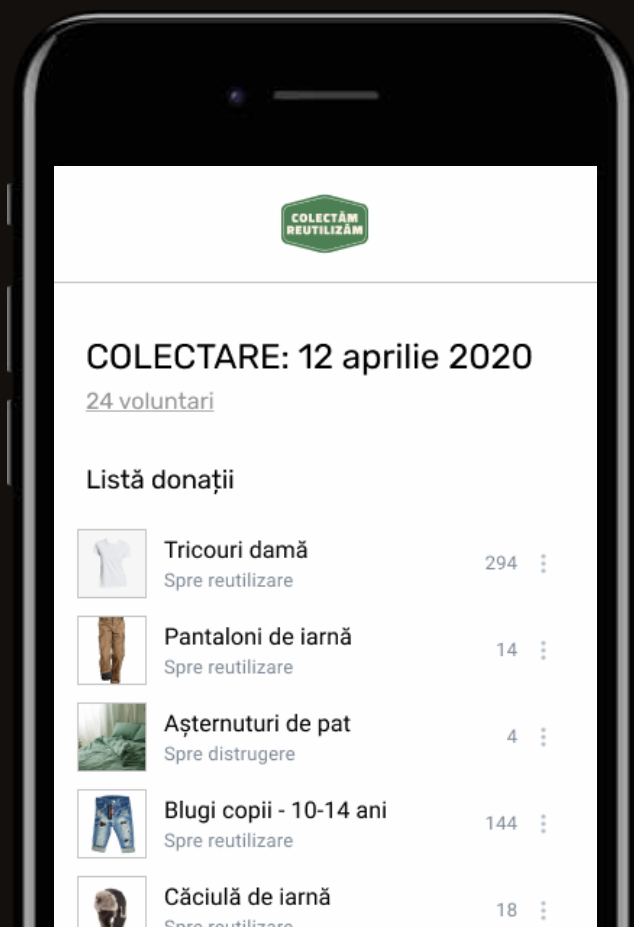 COLECTĂM
REUTILIZĂM
COLECTARE: 12 aprilie 2020
24 voluntari
Listă donații
Tricouri damă
294
Spre reutilizare
Pantaloni de iarnă
14
Spre reutilizare
Așternuturi de pat
4
Spre distrugere
Blugi copii - 10-14 ani
144
Spre reutilizare
Căciulă de iarnă
18
Spre reutilizare